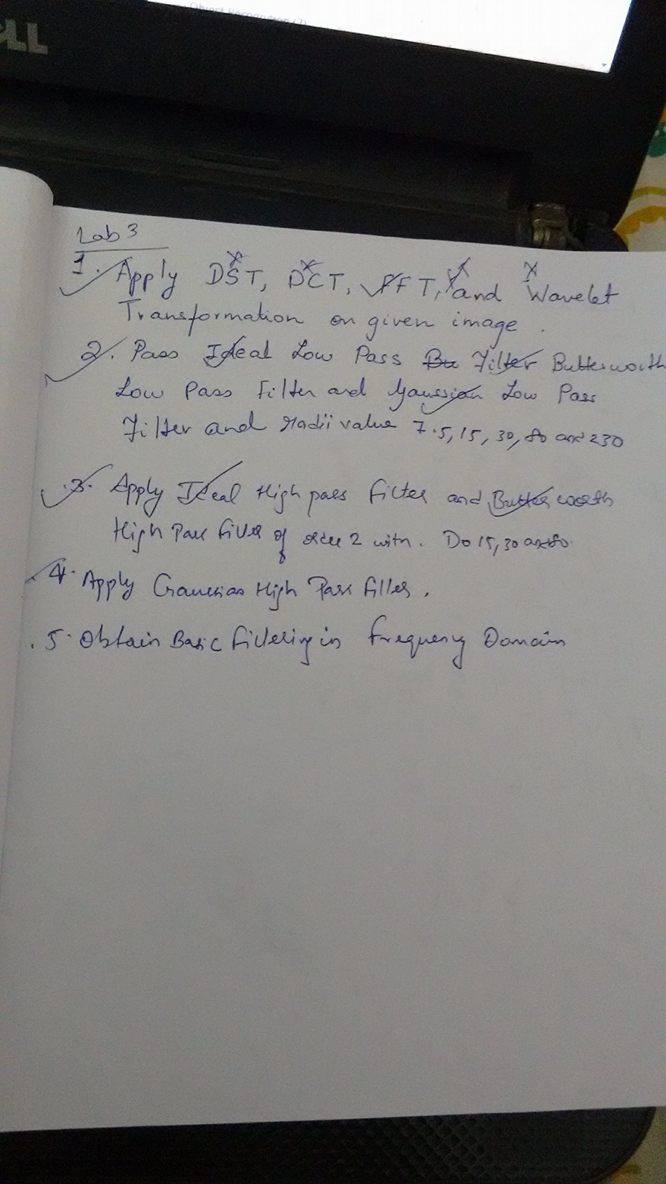 DELL
Lab 3
1. Apply DST, DCT, FFT, and Wavelet
Transformation on given image.
2. Pass Ideal Low Pass Filter Butterworth
Low Pass Filter and Gaussian Low Pass
Filter and radii value 7.5, 15, 30, 80 and 230
3. Apply Ideal High pass filter and Butterworth
High Pass Filter of order 2 with. Do 15, 30 and 80.
4. Apply Gaussian High Pass Filter.
5. Obtain Basic filtering in Frequency Domain